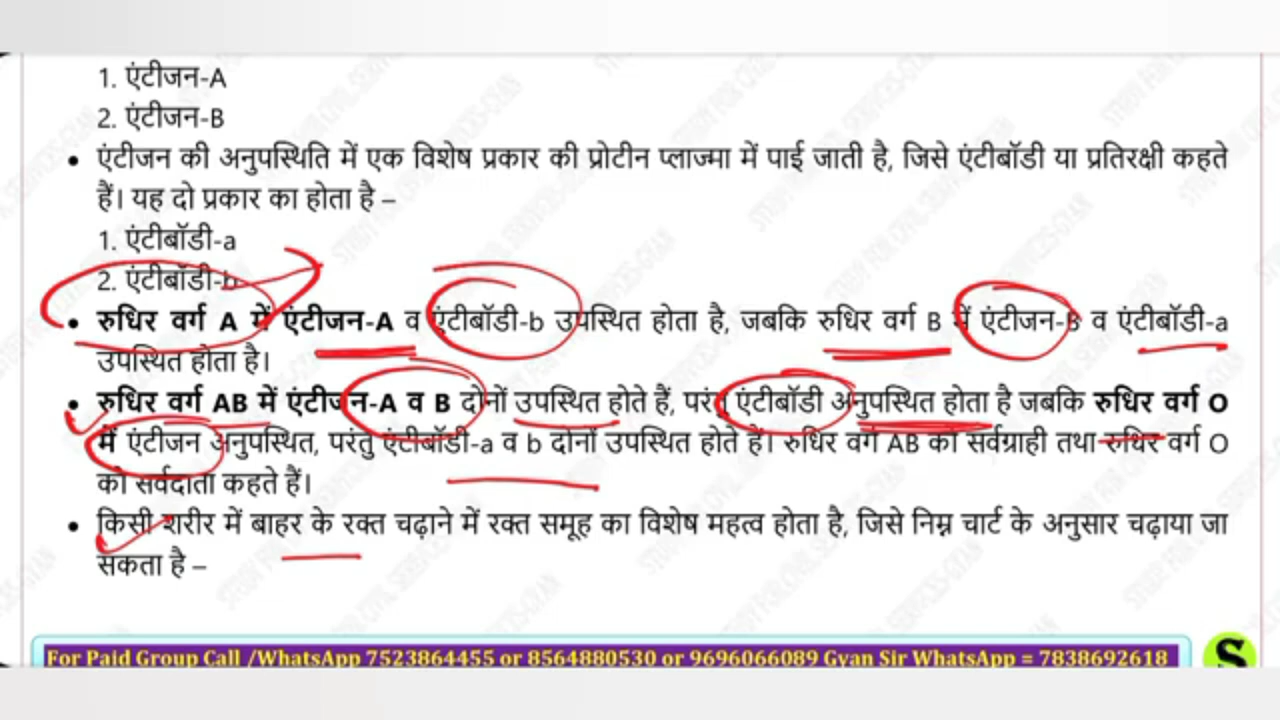 1. एंटीजन-A
2. एंटीजन-B
• एंटीजन की अनुपस्थिति में एक विशेष प्रकार की प्रोटीन प्लाज्मा में पाई जाती है, जिसे एंटीबॉडी या प्रतिरक्षी कहते
हैं। यह दो प्रकार का होता है –
1. एंटीबॉडी-a
2. एंटीबॉडी-b
• रुधिर वर्ग A में एंटीजन-A व एंटीबॉडी-b उपस्थित होता है, जबकि रुधिर वर्ग B में एंटीजन-B व एंटीबॉडी-a
उपस्थित होता है।
• रुधिर वर्ग AB में एंटीजन-A व B दोनों उपस्थित होते हैं, परंतु एंटीबॉडी अनुपस्थित होता है जबकि रुधिर वर्ग O
में एंटीजन अनुपस्थित, परंतु एंटीबॉडी-a व b दोनों उपस्थित होते हैं। रुधिर वर्ग AB को सर्वग्राही तथा रुधिर वर्ग O
को सर्वदाता कहते हैं।
• किसी शरीर में बाहर के रक्त चढ़ाने में रक्त समूह का विशेष महत्व होता है, जिसे निम्न चार्ट के अनुसार चढ़ाया जा
सकता है –
For Paid Group Call /WhatsApp 7523864455 or 8564880530 or 9696066089 Gyan Sir WhatsApp = 7838692618
S